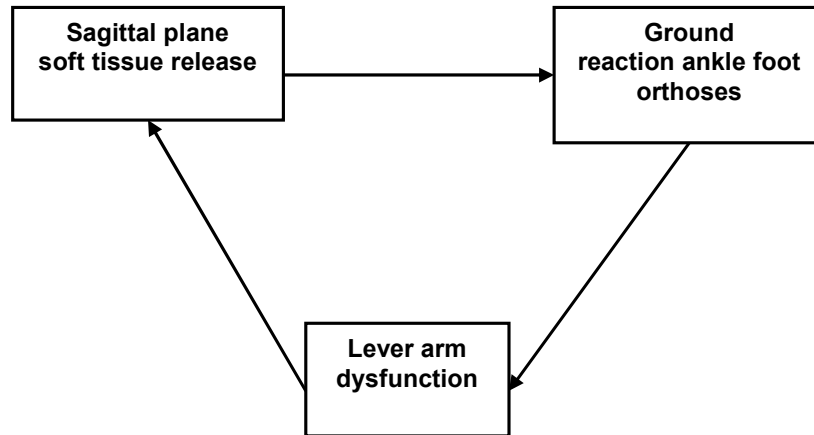 Sagittal plane
soft tissue release
Ground
reaction ankle foot
orthoses
Lever arm
dysfunction